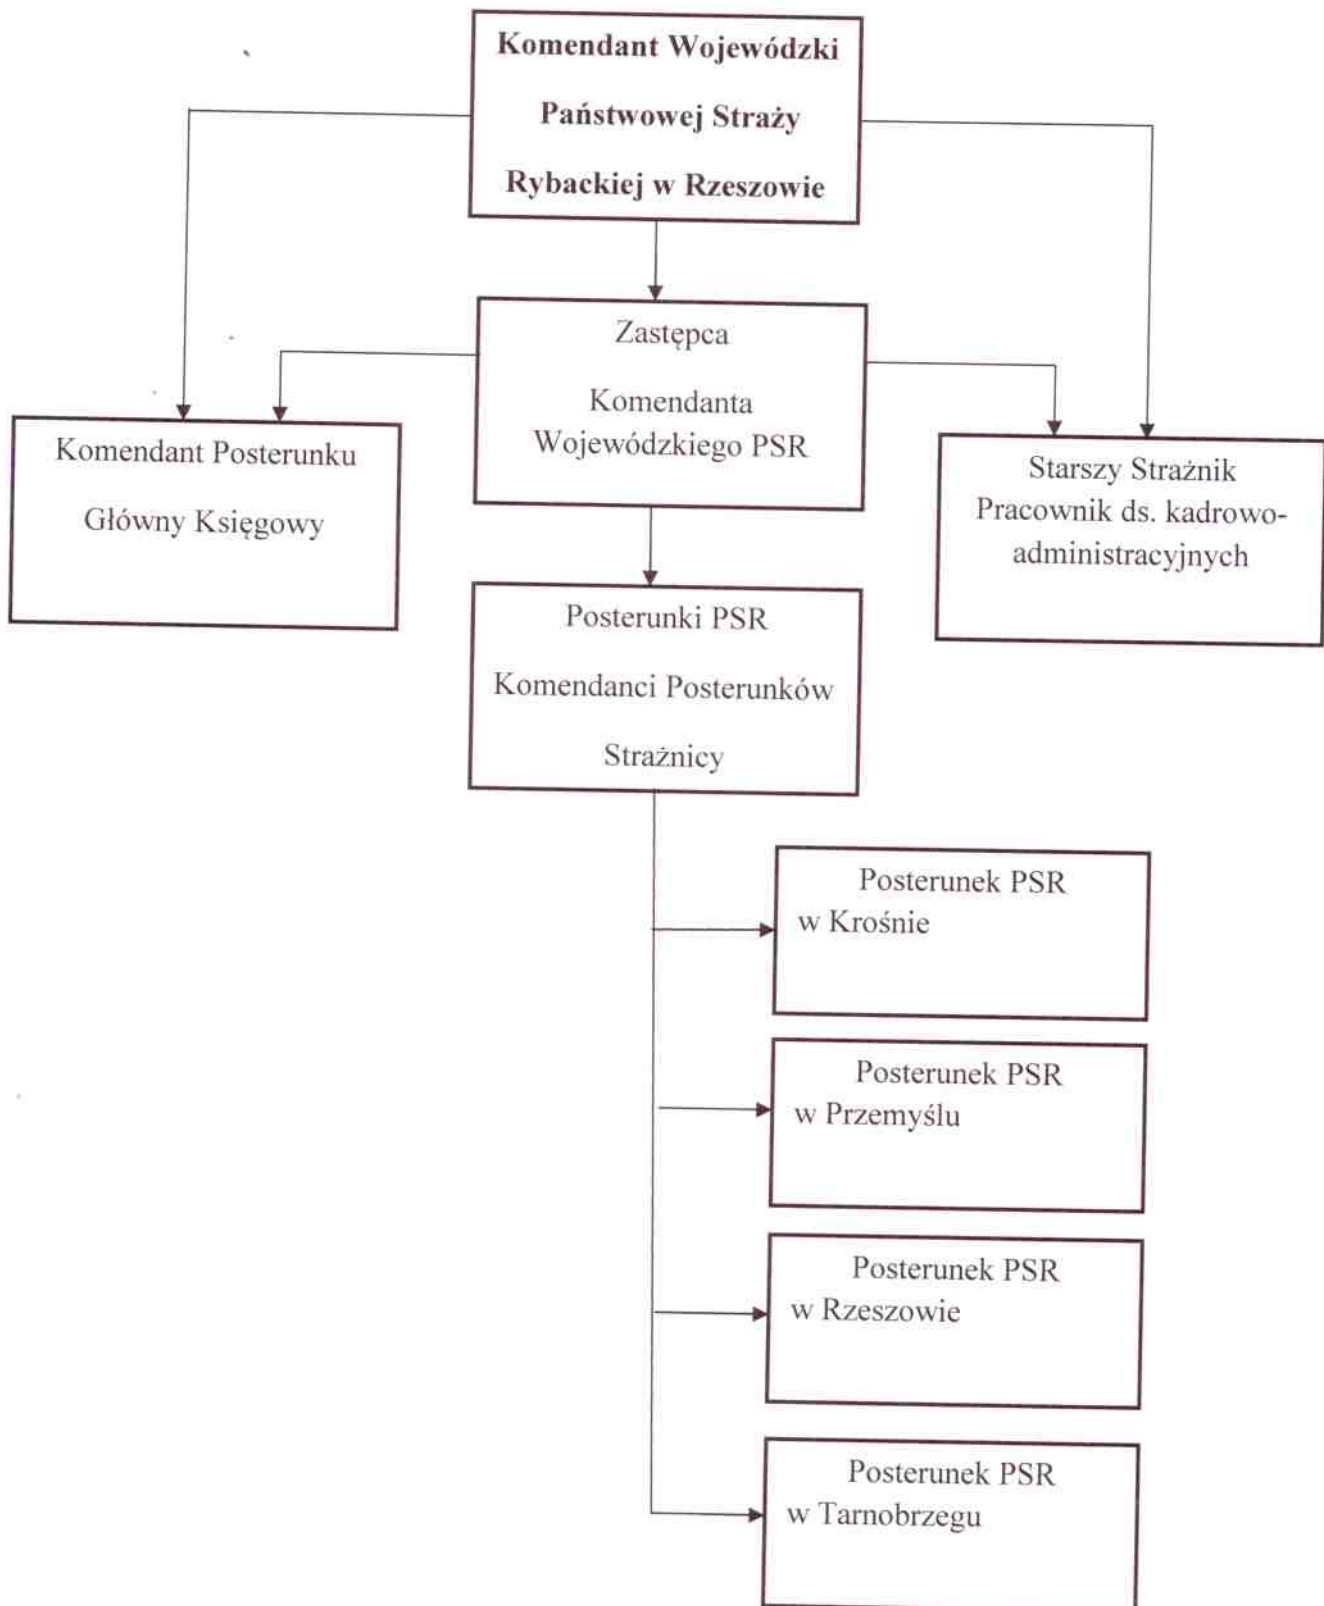 Komendant Wojewódzki
Państwowej Straży
Rybackiej w Rzeszowie
Zastępca
Komendanta
Wojewódzkiego PSR
Komendant Posterunku
Główny Księgowy
Starszy Strażnik
Pracownik ds. kadrowo-
administracyjnych
Posterunki PSR
Komendanci Posterunków
Strażnicy
Posterunek PSR
w Krośnie
Posterunek PSR
w Przemyślu
Posterunek PSR
w Rzeszowie
Posterunek PSR
w Tarnobrzegu